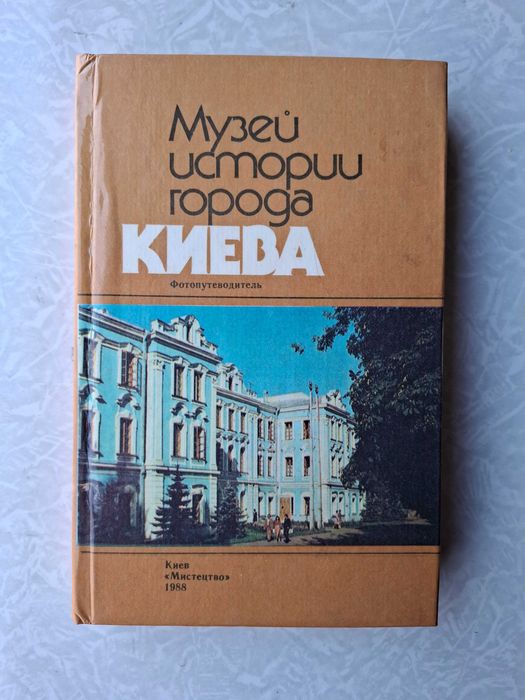 Музей
истории
города
КИЕВА
Фотопутеводитель
Киев
«Мистецтво»
1988